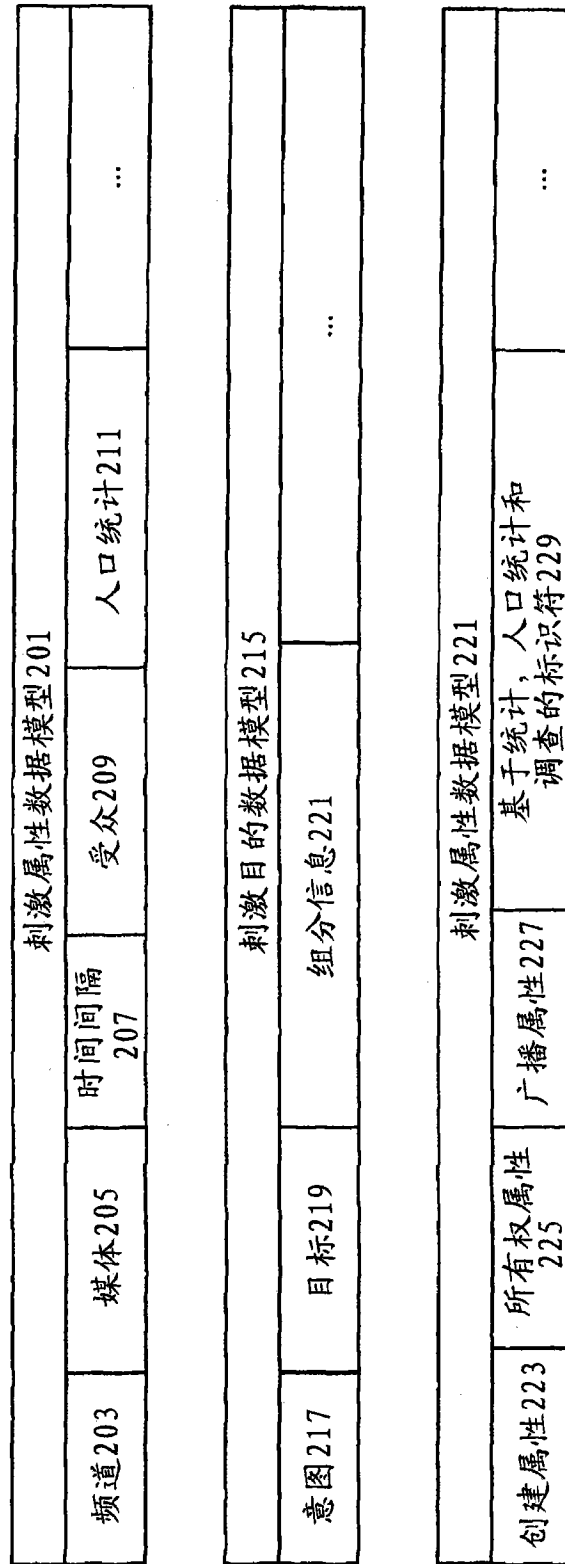 刺激属性数据模型201
频道203
媒体205
时间间隔
207
受众209
人口统计211
...
刺激目的数据模型215
意图217
目标219
组分信息221
...
刺激属性数据模型221
创建属性223
所有权属性
225
广播属性227
基于统计,人口统计和
调查的标识符229
...